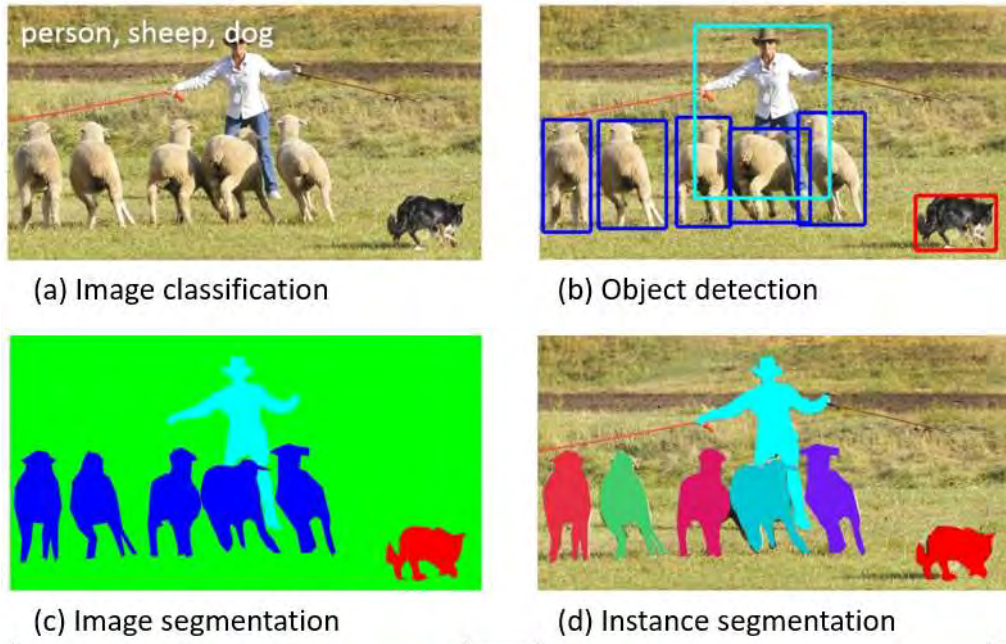 person, sheep, dog
(a) Image classification
(b) Object detection
(c) Image segmentation
(d) Instance segmentation